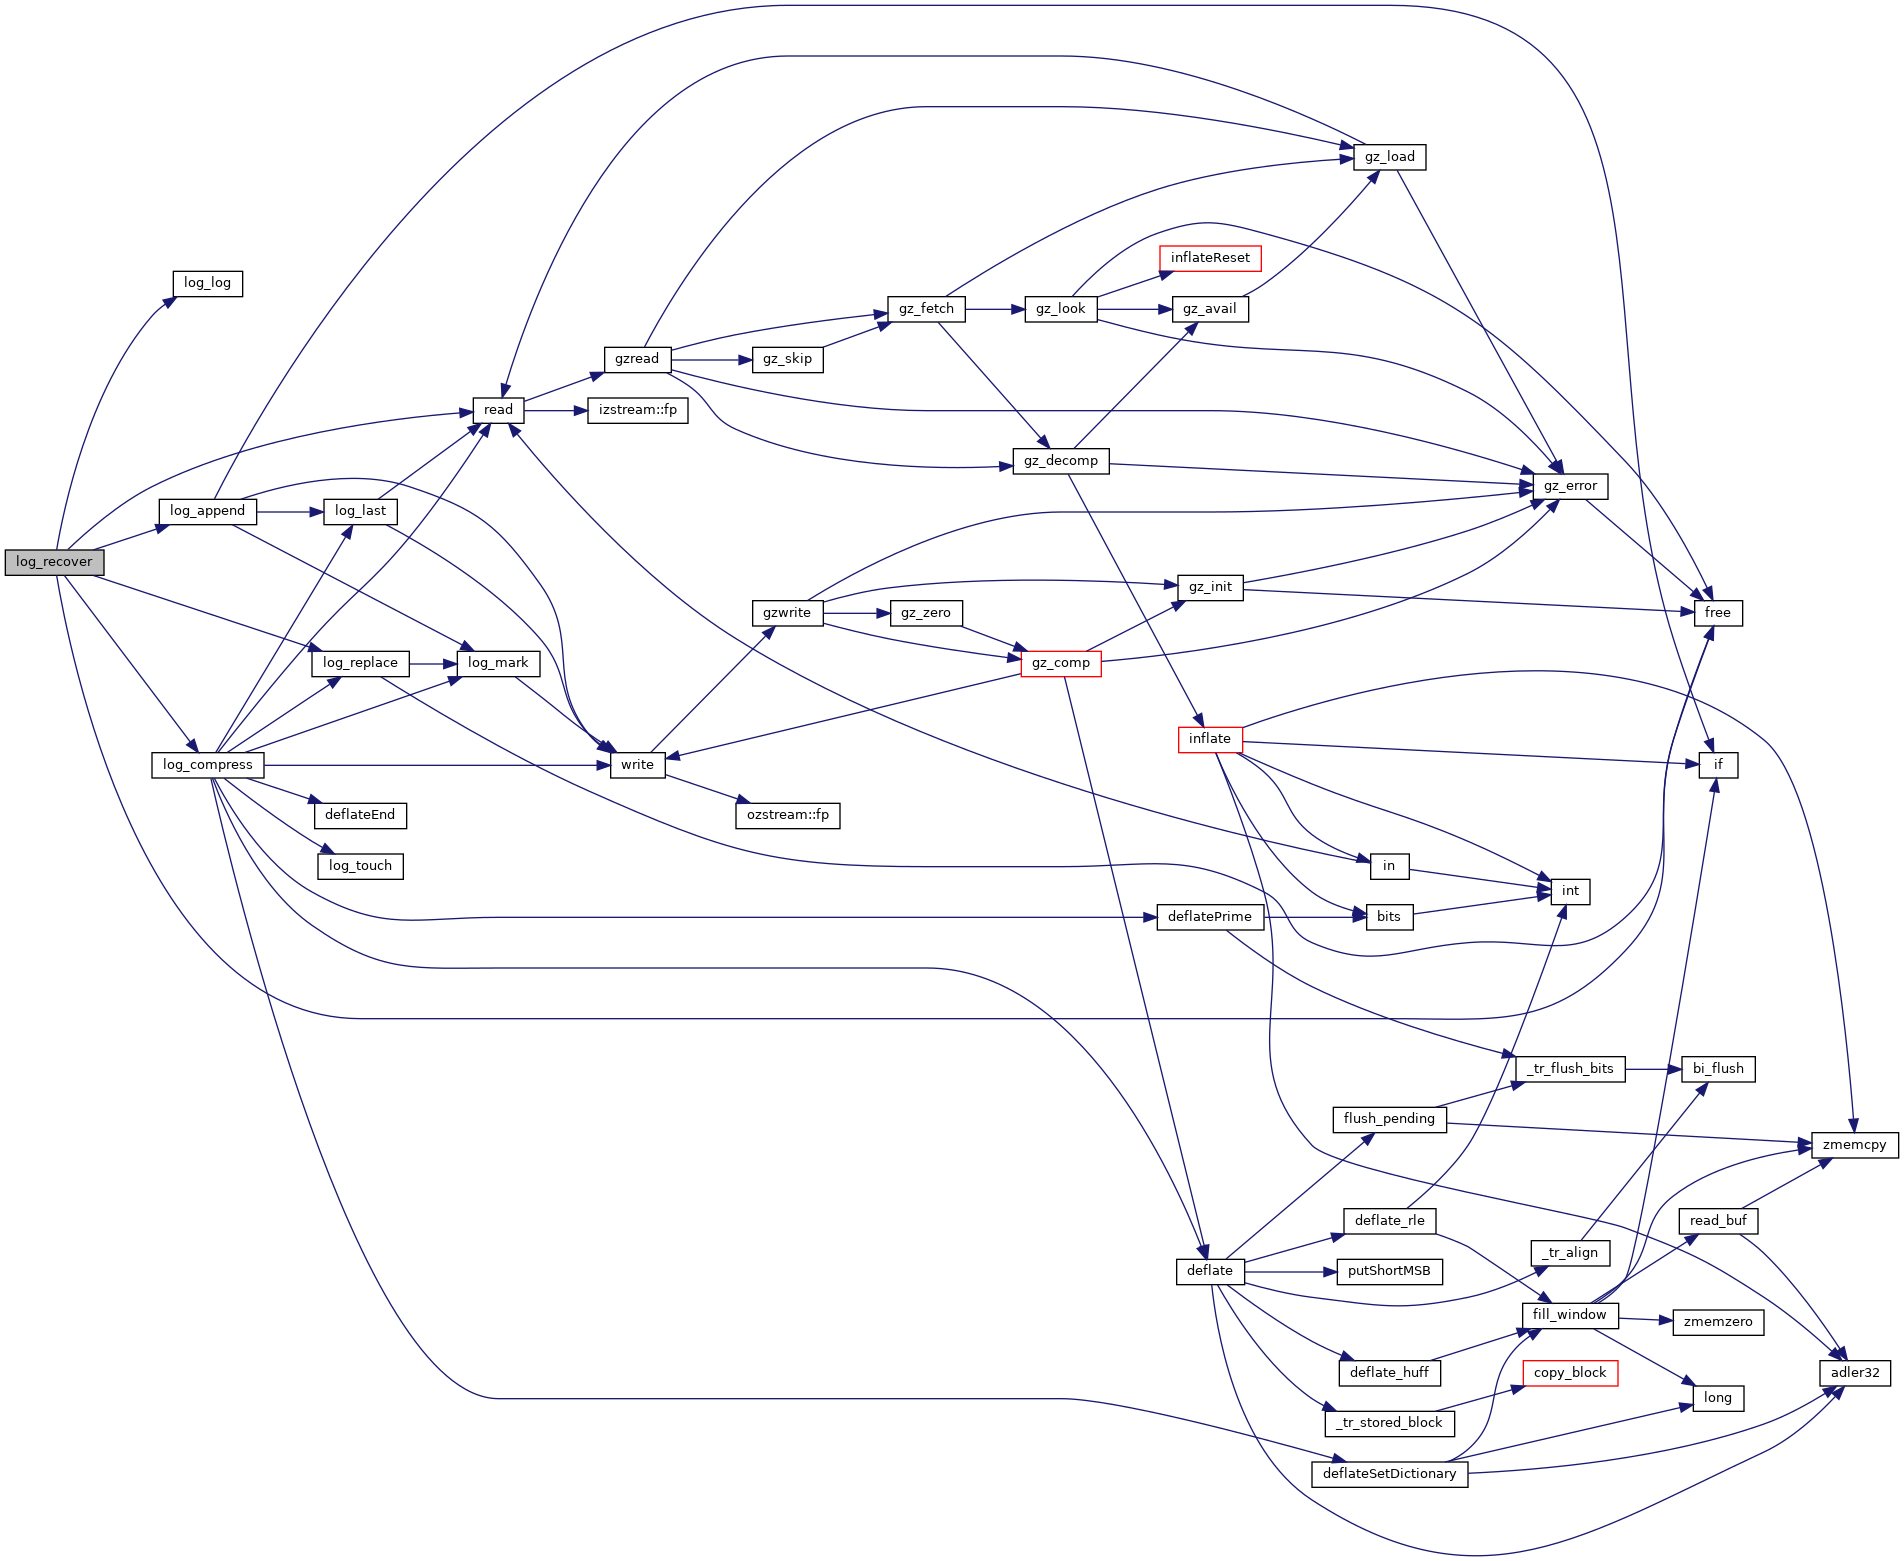 log_recover
log_log
log_append
log_compress
log_last
log_replace
deflateEnd
log_touch
read
log_mark
gzread
izstream::fp
write
gz_skip
gzwrite
ozstream::fp
gz_fetch
gz_zero
gz_look
gz_decomp
gz_comp
inflateReset
gz_avail
gz_init
inflate
deflatePrime
deflate
gz_load
in
bits
flush_pending
deflate_rle
putShortMSB
deflate_huff
_tr_stored_block
deflateSetDictionary
gz_error
int
_tr_flush_bits
_tr_align
fill_window
copy_block
free
if
bi_flush
read_buf
zmemzero
long
zmemcpy
adler32